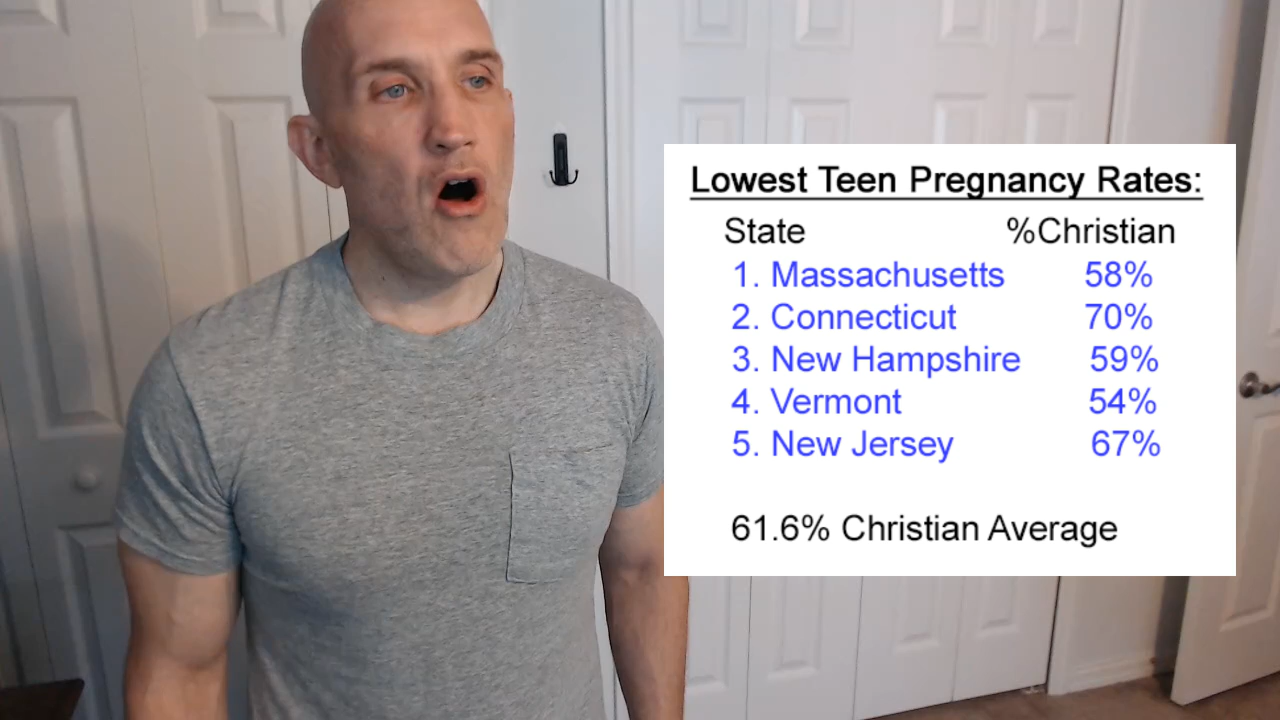 Lowest Teen Pregnancy Rates:
State %Christian
1. Massachusetts 58%
2. Connecticut 70%
3. New Hampshire 59%
4. Vermont 54%
5. New Jersey 67%
61.6% Christian Average